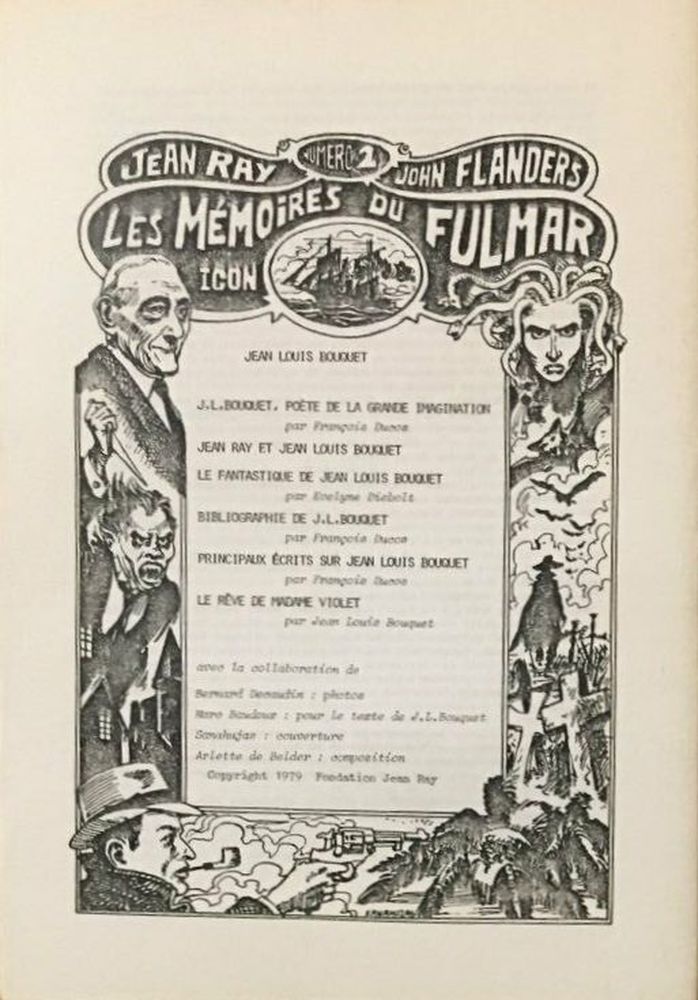 JEAN RAY
NUMERO 2
JOHN FLANDERS
LES MÉMOIRES DU FULMAR
ICON
JEAN LOUIS BOUQUET
J.L.BOUQUET, POÈTE DE LA GRANDE IMAGINATION
par François Ducos
JEAN RAY ET JEAN LOUIS BOUQUET
LE FANTASTIQUE DE JEAN LOUIS BOUQUET
par Evelyne Diebolt
BIBLIOGRAPHIE DE J.L.BOUQUET
par François Ducos
PRINCIPAUX ÉCRITS SUR JEAN LOUIS BOUQUET
par François Ducos
LE RÊVE DE MADAME VIOLET
par Jean Louis Bouquet
avec la collaboration de
Bernard : photos
Marc Baudoux : pour le texte de J.L.Bouquet
Sanahujas : couverture
Arlette de Belder : composition
Copyright 1979 Fondation Jean Ray